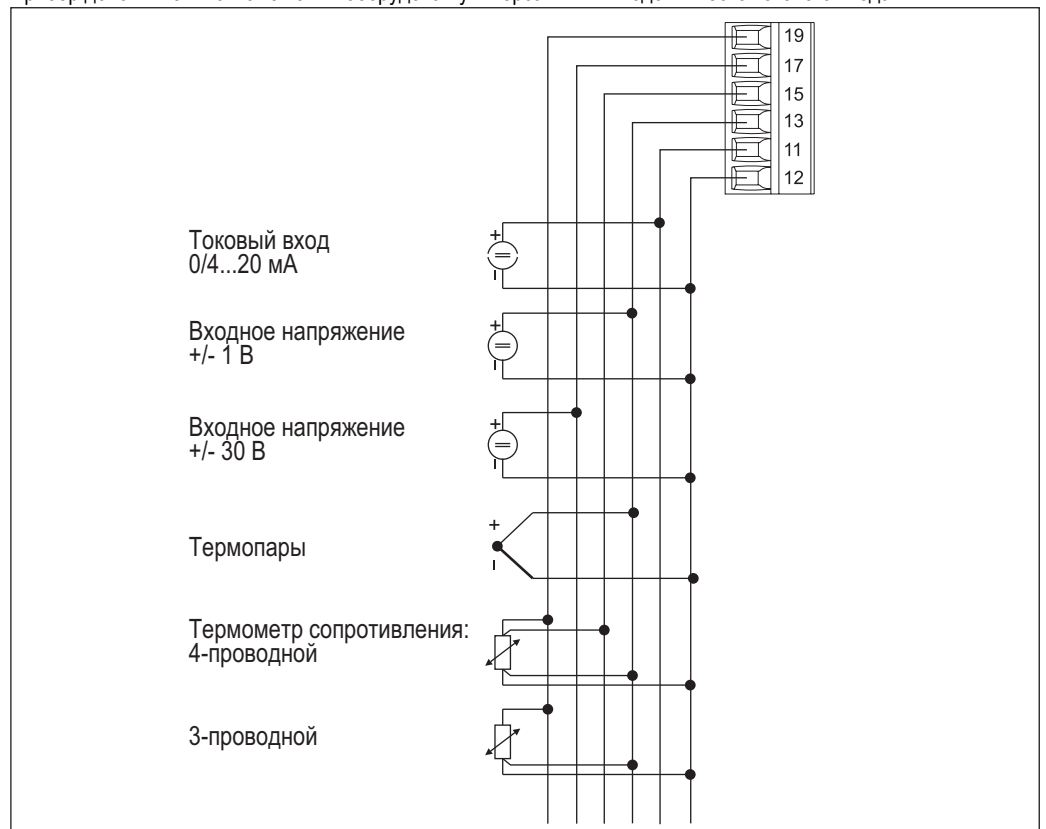 19
17
15
13
11
12
Токовый вход
0/4...20 мА
Входное напряжение
+/- 1 В
Входное напряжение
+/- 30 В
Термопары
Термометр сопротивления:
4-проводной
3-проводной